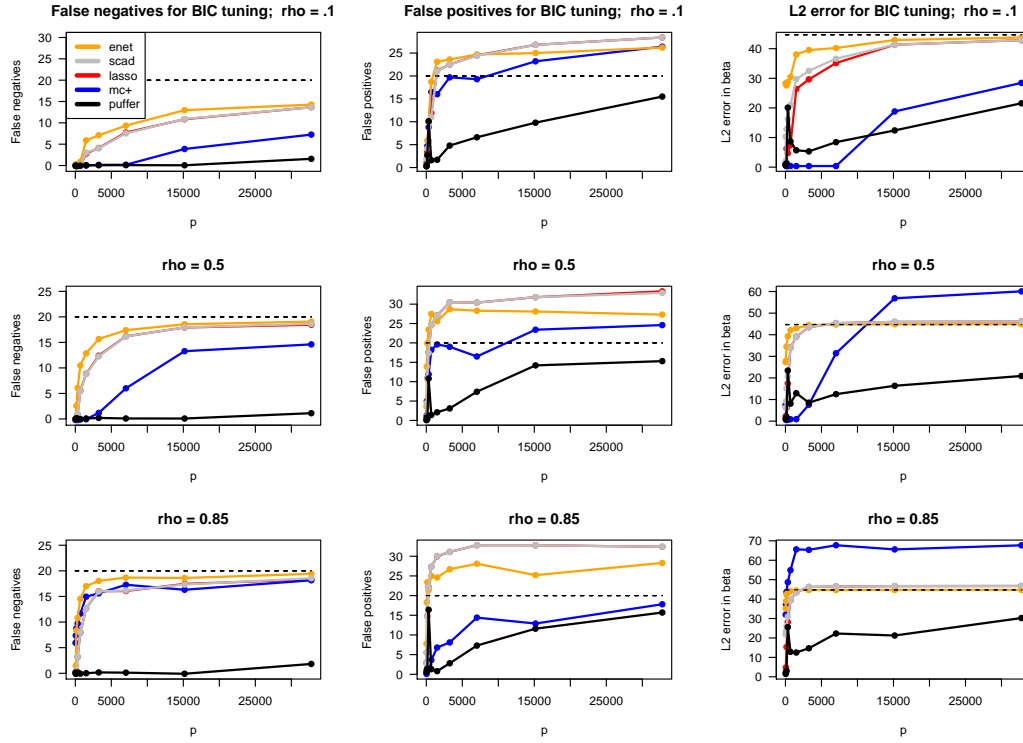 False negatives for BIC tuning;  rho = .1
False negatives
30
25
20
15
10
5
0
enet
scad
lasso
mc+
puffer
0
5000
15000
25000
p
False positives for BIC tuning;  rho = .1
False positives
25
20
15
10
5
0
0
5000
15000
25000
p
L2 error for BIC tuning;  rho = .1
L2 error in beta
40
30
20
10
0
0
5000
15000
25000
p
rho = 0.5
False negatives
25
20
15
10
5
0
0
5000
15000
25000
p
rho = 0.5
False positives
30
25
20
15
10
5
0
0
5000
15000
25000
p
rho = 0.5
L2 error in beta
60
50
40
30
20
10
0
0
5000
15000
25000
p
rho = 0.85
False negatives
25
20
15
10
5
0
0
5000
15000
25000
p
rho = 0.85
False positives
30
25
20
15
10
5
0
0
5000
15000
25000
p
rho = 0.85
L2 error in beta
70
60
50
40
30
20
10
0
0
5000
15000
25000
p